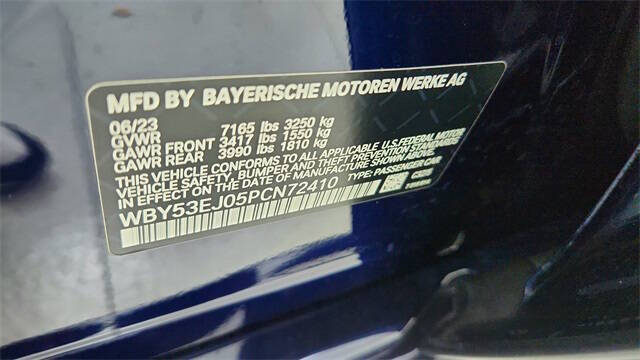 MFD BY BAYERISCHE MOTOREN WERKE AG
06/23
GVWR 7165 lbs 3250 kg
GAWR FRONT 3417 lbs 1550 kg
GAWR REAR 3990 lbs 1810 kg
THIS VEHICLE CONFORMS TO ALL APPLICABLE U.S. FEDERAL MOTOR
VEHICLE SAFETY, BUMPER, AND THEFT PREVENTION STANDARDS
IN EFFECT ON THE DATE OF MANUFACTURE SHOWN ABOVE.
WBY53EJ05PCN72410 TYPE: PASSENGER CAR